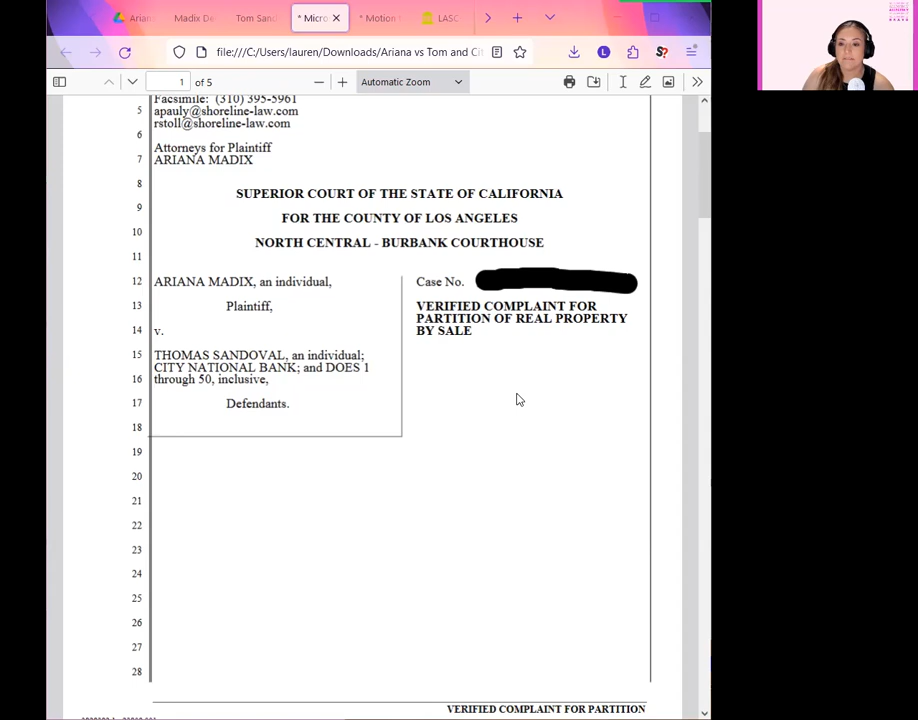 Ariana
Madix De
Tom Sand
* Micro
* Motion
LASC
file:///C:/Users/lauren/Downloads/Ariana vs Tom and Cit
L
S?
1 of 5
Automatic Zoom
Facsimile: (310) 395-5961
5 apauly@shoreline-law.com
rstoll@shoreline-law.com
6
Attorneys for Plaintiff
7 ARIANA MADIX
8
SUPERIOR COURT OF THE STATE OF CALIFORNIA
9
FOR THE COUNTY OF LOS ANGELES
10
NORTH CENTRAL - BURBANK COURTHOUSE
11
12 ARIANA MADIX, an individual,
13 Plaintiff,
14 v.
15 THOMAS SANDOVAL, an individual;
CITY NATIONAL BANK; and DOES 1
16 through 50, inclusive,
17 Defendants.
18
Case No.
VERIFIED COMPLAINT FOR
PARTITION OF REAL PROPERTY
BY SALE
19
20
21
22
23
24
25
26
27
28
VERIFIED COMPLAINT FOR PARTITION